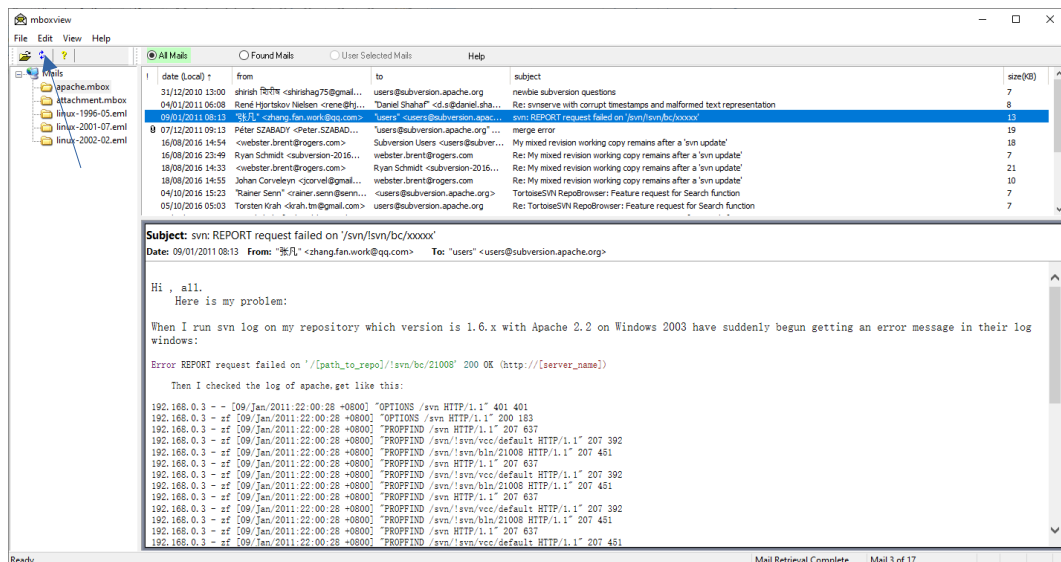 mboxview
File Edit View Help
? All Mails Found Mails User Selected Mails Help
Mails
apache.mbox
attachment.mbox
linux-1996-05.eml
linux-2001-07.eml
linux-2002-02.eml
! date (Local) ↑ from to subject size(KB)
31/12/2010 13:00 shirish शिरीष <shirishag75@gmail... users@subversion.apache.org newbie subversion questions 7
04/01/2011 06:08 René Hjortskov Nielsen <rene@hj... "Daniel Shahaf" <d.s@daniel.sha... Re: svnserve with corrupt timestamps and malformed text representation 8
09/01/2011 08:13 "张凡" <zhang.fan.work@qq.com> "users" <users@subversion.apac... svn: REPORT request failed on '/svn/!svn/bc/xxxxx' 13
07/12/2011 09:13 Péter SZABADY <Peter.SZABAD... "users@subversion.apache.org" ... merge error 19
16/08/2016 14:54 <webster.brent@rogers.com> Subversion Users <users@subver... My mixed revision working copy remains after a 'svn update' 18
16/08/2016 23:49 Ryan Schmidt <subversion-2016... webster.brent@rogers.com Re: My mixed revision working copy remains after a 'svn update' 7
18/08/2016 14:33 <webster.brent@rogers.com> Ryan Schmidt <subversion-2016... Re: My mixed revision working copy remains after a 'svn update' 21
18/08/2016 14:55 Johan Corveleyn <jcorvel@gmail... webster.brent@rogers.com Re: My mixed revision working copy remains after a 'svn update' 10
04/10/2016 15:23 "Rainer Senn" <rainer.senn@senn... <users@subversion.apache.org> TortoiseSVN RepoBrowser: Feature request for Search function 7
05/10/2016 05:03 Torsten Krah <krah.tm@gmail.com> users@subversion.apache.org Re: TortoiseSVN RepoBrowser: Feature request for Search function 7
Subject: svn: REPORT request failed on '/svn/!svn/bc/xxxxx'
Date: 09/01/2011 08:13 From: "张凡" <zhang.fan.work@qq.com> To: "users" <users@subversion.apache.org>
Hi , all.
Here is my problem:
When I run svn log on my repository which version is 1.6.x with Apache 2.2 on Windows 2003 have suddenly begun getting an error message in their log
windows:
Error REPORT request failed on '/[path_to_repo]/!svn/bc/21008' 200 OK (http://[server_name])
Then I checked the log of apache,get like this:
192.168.0.3 - - [09/Jan/2011:22:00:28 +0800] "OPTIONS /svn HTTP/1.1" 401 401
192.168.0.3 - zf [09/Jan/2011:22:00:28 +0800] "OPTIONS /svn HTTP/1.1" 200 183
192.168.0.3 - zf [09/Jan/2011:22:00:28 +0800] "PROPFIND /svn HTTP/1.1" 207 637
192.168.0.3 - zf [09/Jan/2011:22:00:28 +0800] "PROPFIND /svn/!svn/vcc/default HTTP/1.1" 207 392
192.168.0.3 - zf [09/Jan/2011:22:00:28 +0800] "PROPFIND /svn/!svn/bln/21008 HTTP/1.1" 207 451
192.168.0.3 - zf [09/Jan/2011:22:00:28 +0800] "PROPFIND /svn HTTP/1.1" 207 637
192.168.0.3 - zf [09/Jan/2011:22:00:28 +0800] "PROPFIND /svn/!svn/vcc/default HTTP/1.1" 207 392
192.168.0.3 - zf [09/Jan/2011:22:00:28 +0800] "PROPFIND /svn/!svn/bln/21008 HTTP/1.1" 207 451
192.168.0.3 - zf [09/Jan/2011:22:00:28 +0800] "PROPFIND /svn HTTP/1.1" 207 637
192.168.0.3 - zf [09/Jan/2011:22:00:28 +0800] "PROPFIND /svn/!svn/vcc/default HTTP/1.1" 207 392
192.168.0.3 - zf [09/Jan/2011:22:00:28 +0800] "PROPFIND /svn/!svn/bln/21008 HTTP/1.1" 207 451
192.168.0.3 - zf [09/Jan/2011:22:00:28 +0800] "PROPFIND /svn HTTP/1.1" 207 637
192.168.0.3 - zf [09/Jan/2011:22:00:28 +0800] "PROPFIND /svn/!svn/vcc/default HTTP/1.1" 207 451
Ready Mail Retrieval Complete Mail 3 of 17